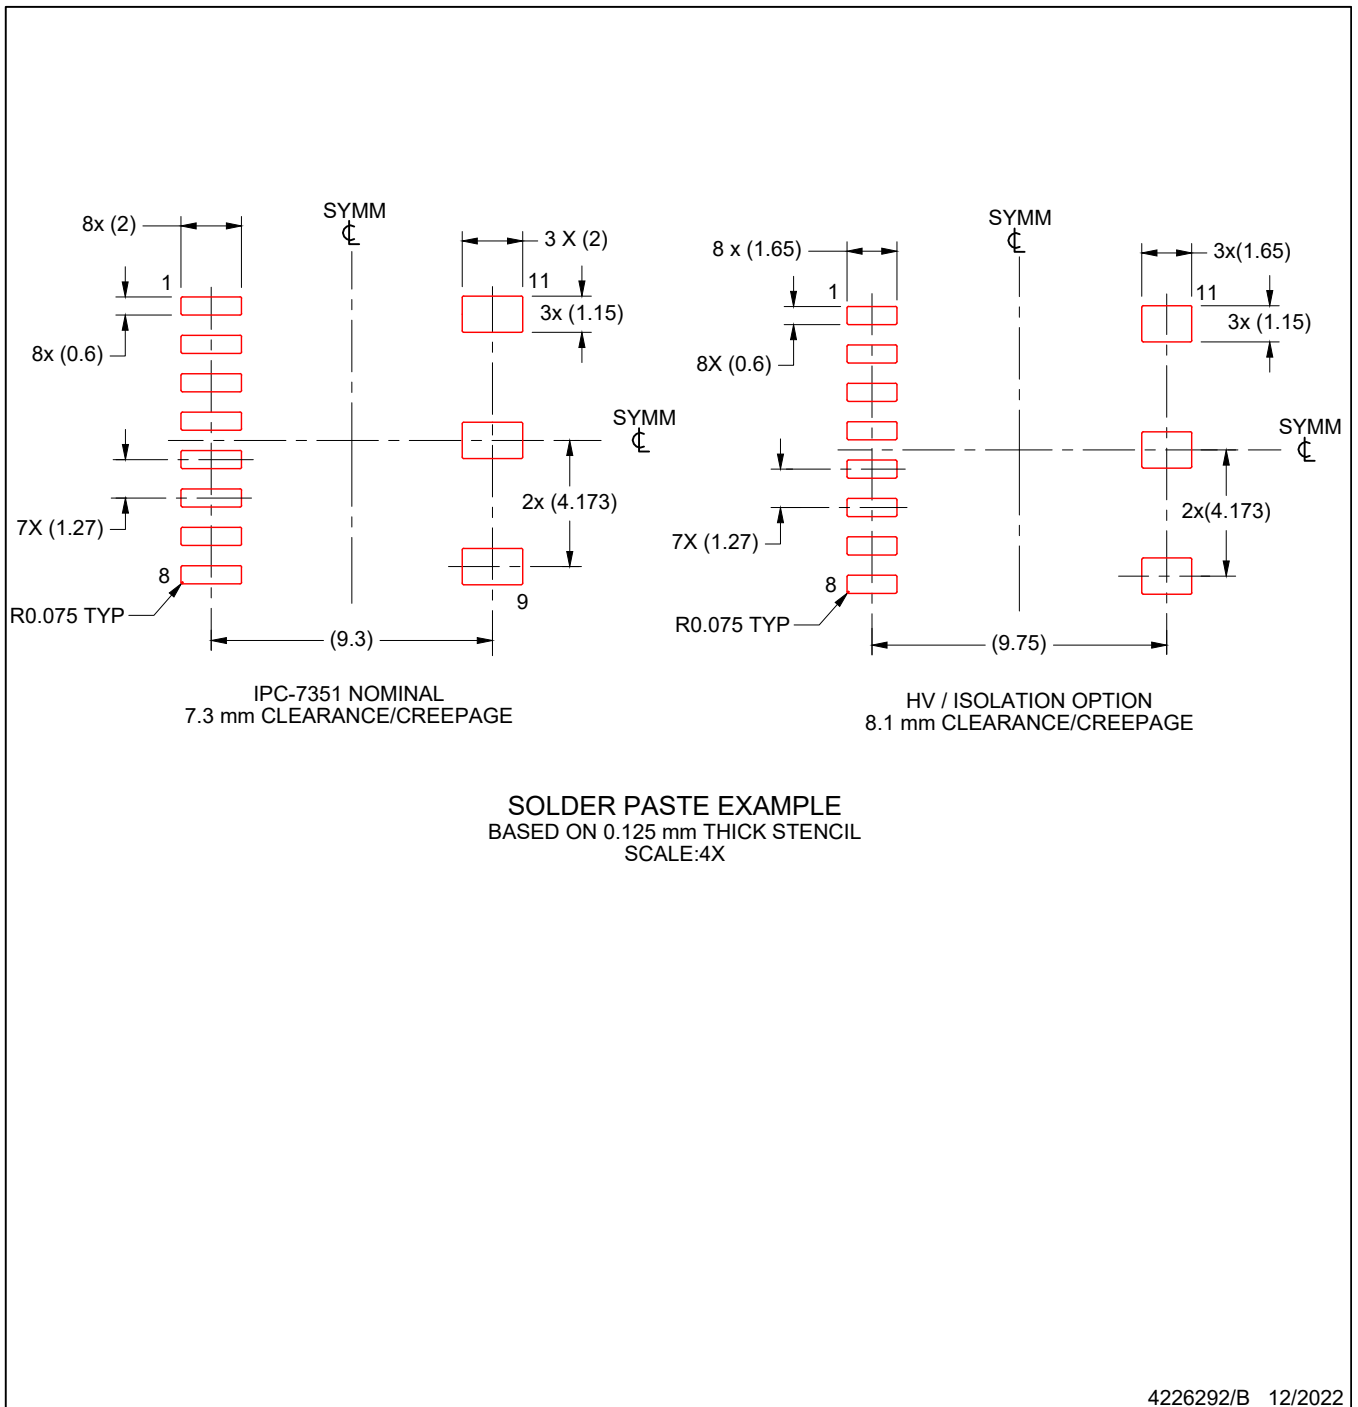 8x (2)
SYMM
3 X (2)
1
11
3x (1.15)
8x (0.6)
SYMM
2x (4.173)
7X (1.27)
8
9
R0.075 TYP
(9.3)
IPC-7351 NOMINAL
7.3 mm CLEARANCE/CREEPAGE
SYMM
8 x (1.65)
3x(1.65)
1
11
3x (1.15)
8X (0.6)
SYMM
2x(4.173)
7X (1.27)
8
R0.075 TYP
(9.75)
HV / ISOLATION OPTION
8.1 mm CLEARANCE/CREEPAGE
SOLDER PASTE EXAMPLE
BASED ON 0.125 mm THICK STENCIL
SCALE:4X
4226292/B 12/2022